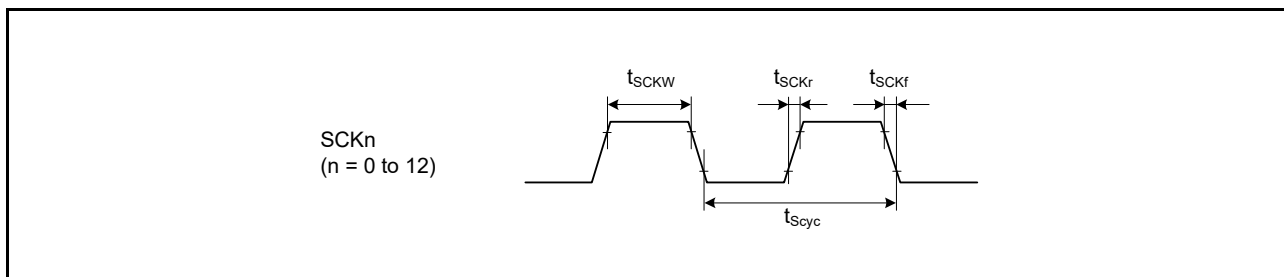 tSCKW
tSCKr
tSCKf
SCKn
(n = 0 to 12)
tScyc